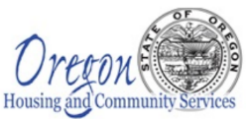 Oregon
STATE OF OREGON
Housing and Community Services